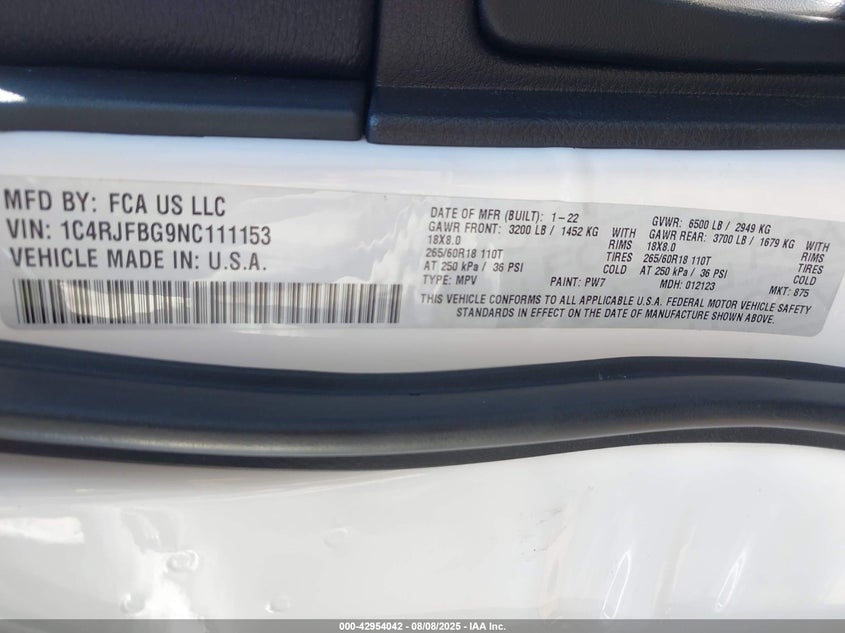 MFD BY: FCA US LLC
VIN: 1C4RJFBG9NC111153
VEHICLE MADE IN: U.S.A.
DATE OF MFR (BUILT): 1-22 GVWR: 6500 LB / 2949 KG
GAWR FRONT: 3200 LB / 1452 KG WITH GAWR REAR: 3700 LB / 1679 KG WITH
18X8.0 RIMS 18X8.0 RIMS
265/60R18 110T TIRES 265/60R18 110T TIRES
AT 250 kPa / 36 PSI COLD AT 250 kPa / 36 PSI COLD
TYPE: MPV PAINT: PW7 MDH: 012123 MKT: 875
THIS VEHICLE CONFORMS TO ALL APPLICABLE U.S.A. FEDERAL MOTOR VEHICLE SAFETY
STANDARDS IN EFFECT ON THE DATE OF MANUFACTURE SHOWN ABOVE.
000-42954042 - 08/08/2025 - IAA Inc.